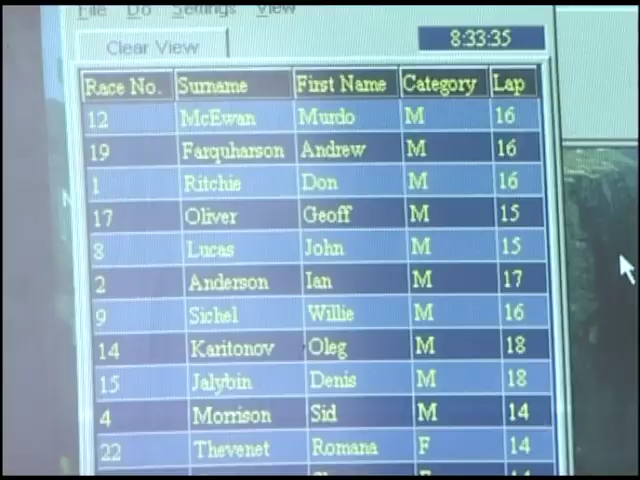 File Do Settings View
Clear View 8:33:35
Race No. Surname First Name Category Lap
12 McEwan Murdo M 16
19 Farquharson Andrew M 16
1 Ritchie Don M 16
17 Oliver Geoff M 15
8 Lucas John M 15
2 Anderson Ian M 17
9 Sichel Willie M 16
14 Karitonov Oleg M 18
15 Jalybin Denis M 18
4 Morrison Sid M 14
22 Thevenet Romana F 14